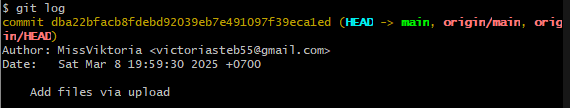 $ git log
commit dba22bfacb8fdebd92039eb7e491097f39eca1ed (HEAD -> main, origin/main, orig
in/HEAD)
Author: MissViktoria <victoriasteb55@gmail.com>
Date:   Sat Mar 8 19:59:30 2025 +0700
    Add files via upload